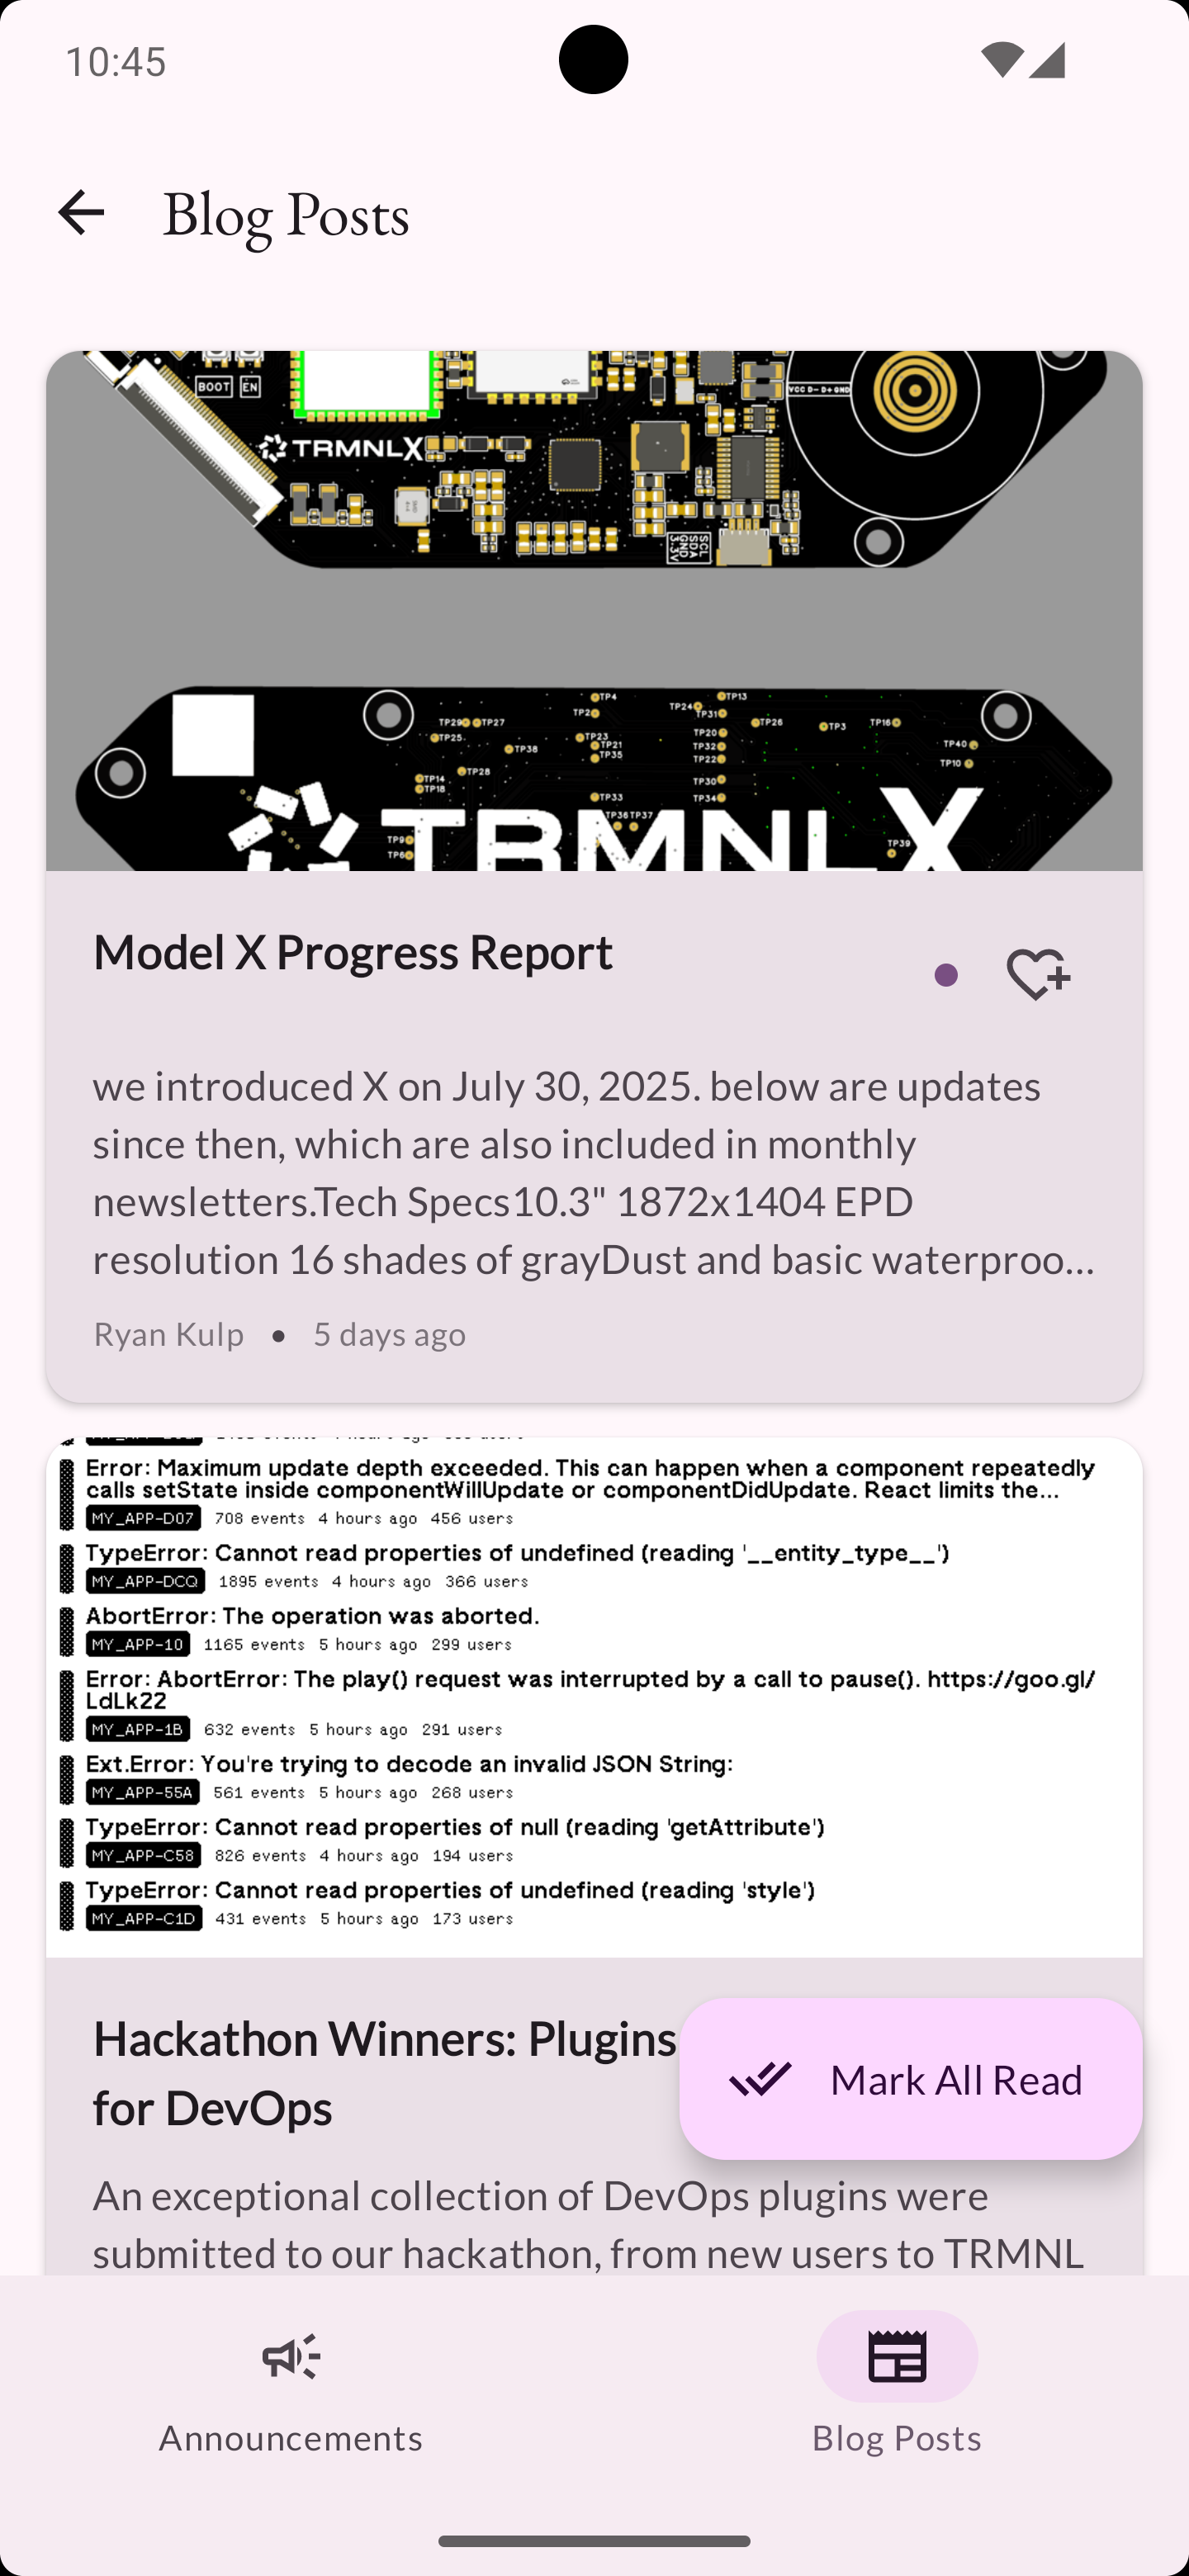 10:45
Blog Posts
BOOT EN
VCC D- D+ GND
TRMNL X
SCL
SDA
GND
3.3V
TP4
TP13
TP2
TP24
TP31
TP29
TP27
TP26
TP3
TP16
TP25
TP23
TP20
TP21
TP32
TP40
TP38
TP35
TP22
TP10
TP28
TP14
TP30
TP18
TP33
TP34
TP36 TP37
TP9
TP39
TP6
TRMNL X
Model X Progress Report
we introduced X on July 30, 2025. below are updates
since then, which are also included in monthly
newsletters.Tech Specs10.3" 1872x1404 EPD
resolution 16 shades of grayDust and basic waterproo...
Ryan Kulp • 5 days ago
Error: Maximum update depth exceeded. This can happen when a component repeatedly
calls setState inside componentWillUpdate or componentDidUpdate. React limits the...
MY_APP-D07 708 events 4 hours ago 456 users
TypeError: Cannot read properties of undefined (reading '__entity_type__')
MY_APP-DCQ 1895 events 4 hours ago 366 users
AbortError: The operation was aborted.
MY_APP-10 1165 events 5 hours ago 299 users
Error: AbortError: The play() request was interrupted by a call to pause(). https://goo.gl/
LdLk22
MY_APP-1B 632 events 5 hours ago 291 users
Ext.Error: You're trying to decode an invalid JSON String:
MY_APP-55A 561 events 5 hours ago 268 users
TypeError: Cannot read properties of null (reading 'getAttribute')
MY_APP-C58 826 events 4 hours ago 194 users
TypeError: Cannot read properties of undefined (reading 'style')
MY_APP-C1D 431 events 5 hours ago 173 users
Hackathon Winners: Plugins
for DevOps
Mark All Read
An exceptional collection of DevOps plugins were
submitted to our hackathon, from new users to TRMNL
Announcements
Blog Posts